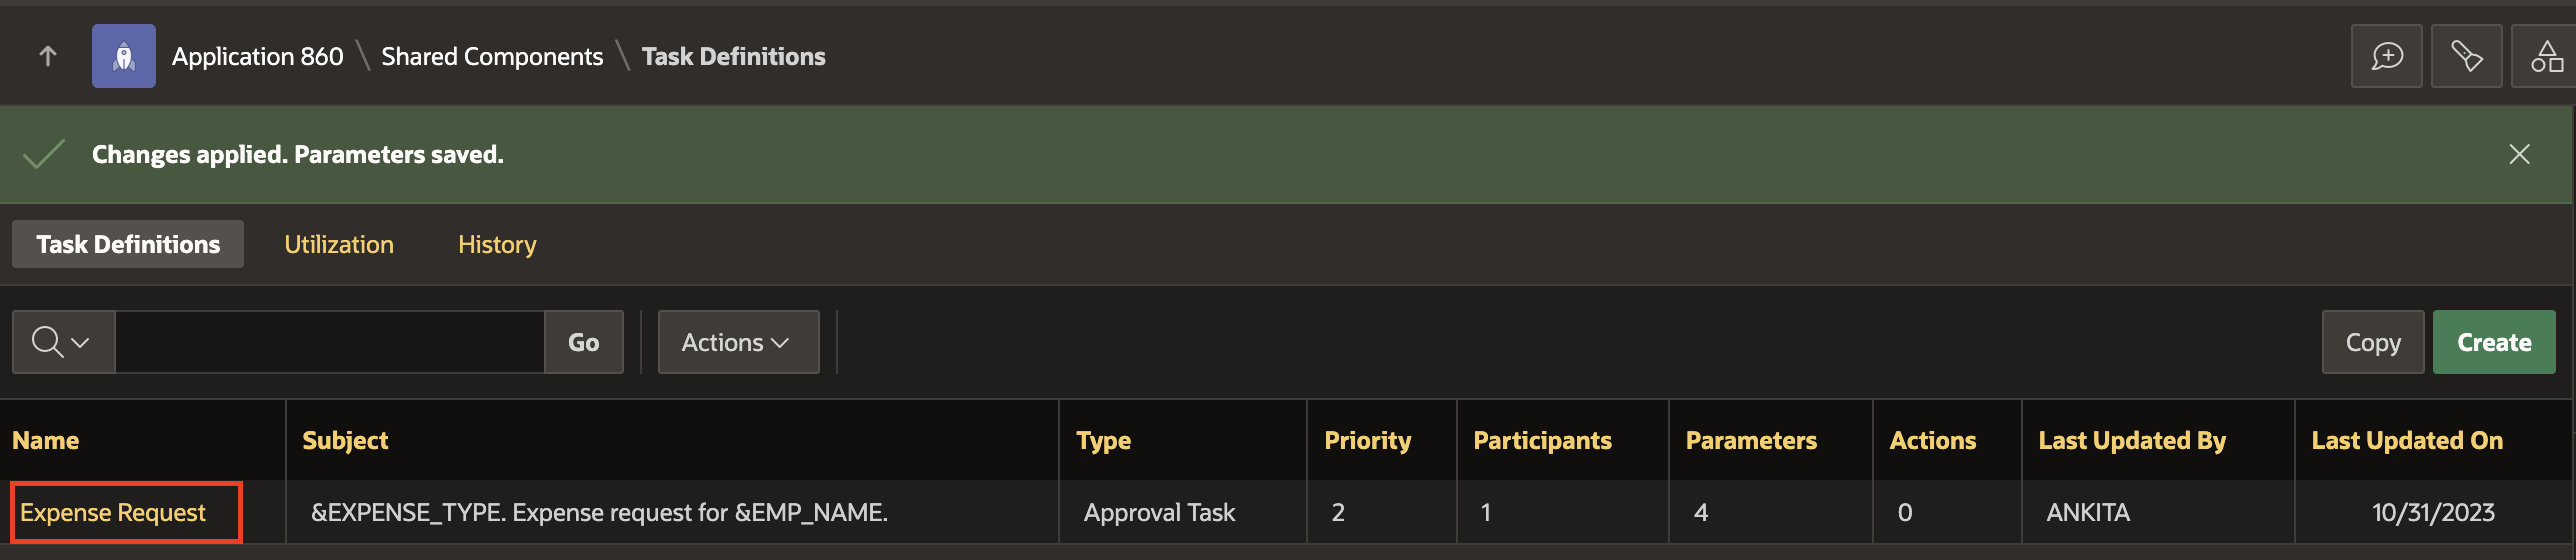 Application 860 \ Shared Components \ Task Definitions
Changes applied. Parameters saved.
Task Definitions Utilization History
Go Actions Copy Create
Name Subject Type Priority Participants Parameters Actions Last Updated By Last Updated On
Expense Request &EXPENSE_TYPE. Expense request for &EMP_NAME. Approval Task 2 1 4 0 ANKITA 10/31/2023